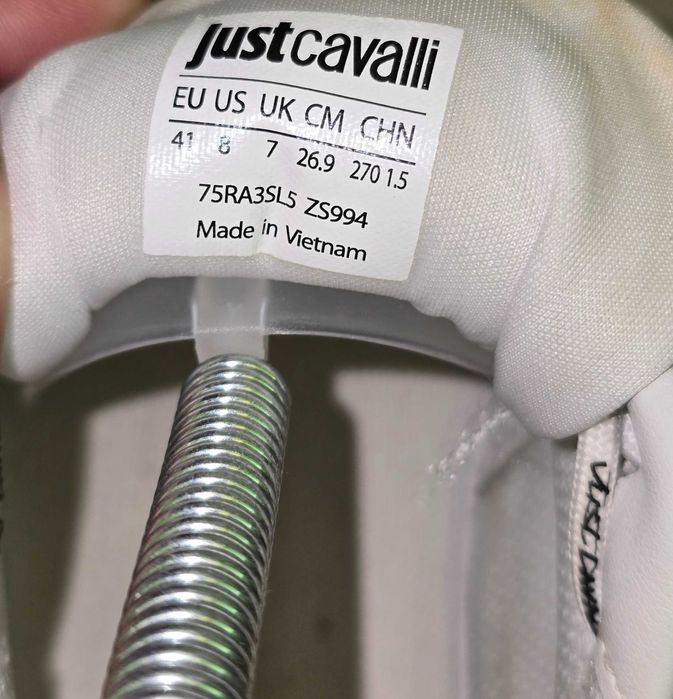 justcavalli
EU US UK CM CHN
41 8 7 26.9 270 1.5
75RA3SL5 ZS994
Made in Vietnam